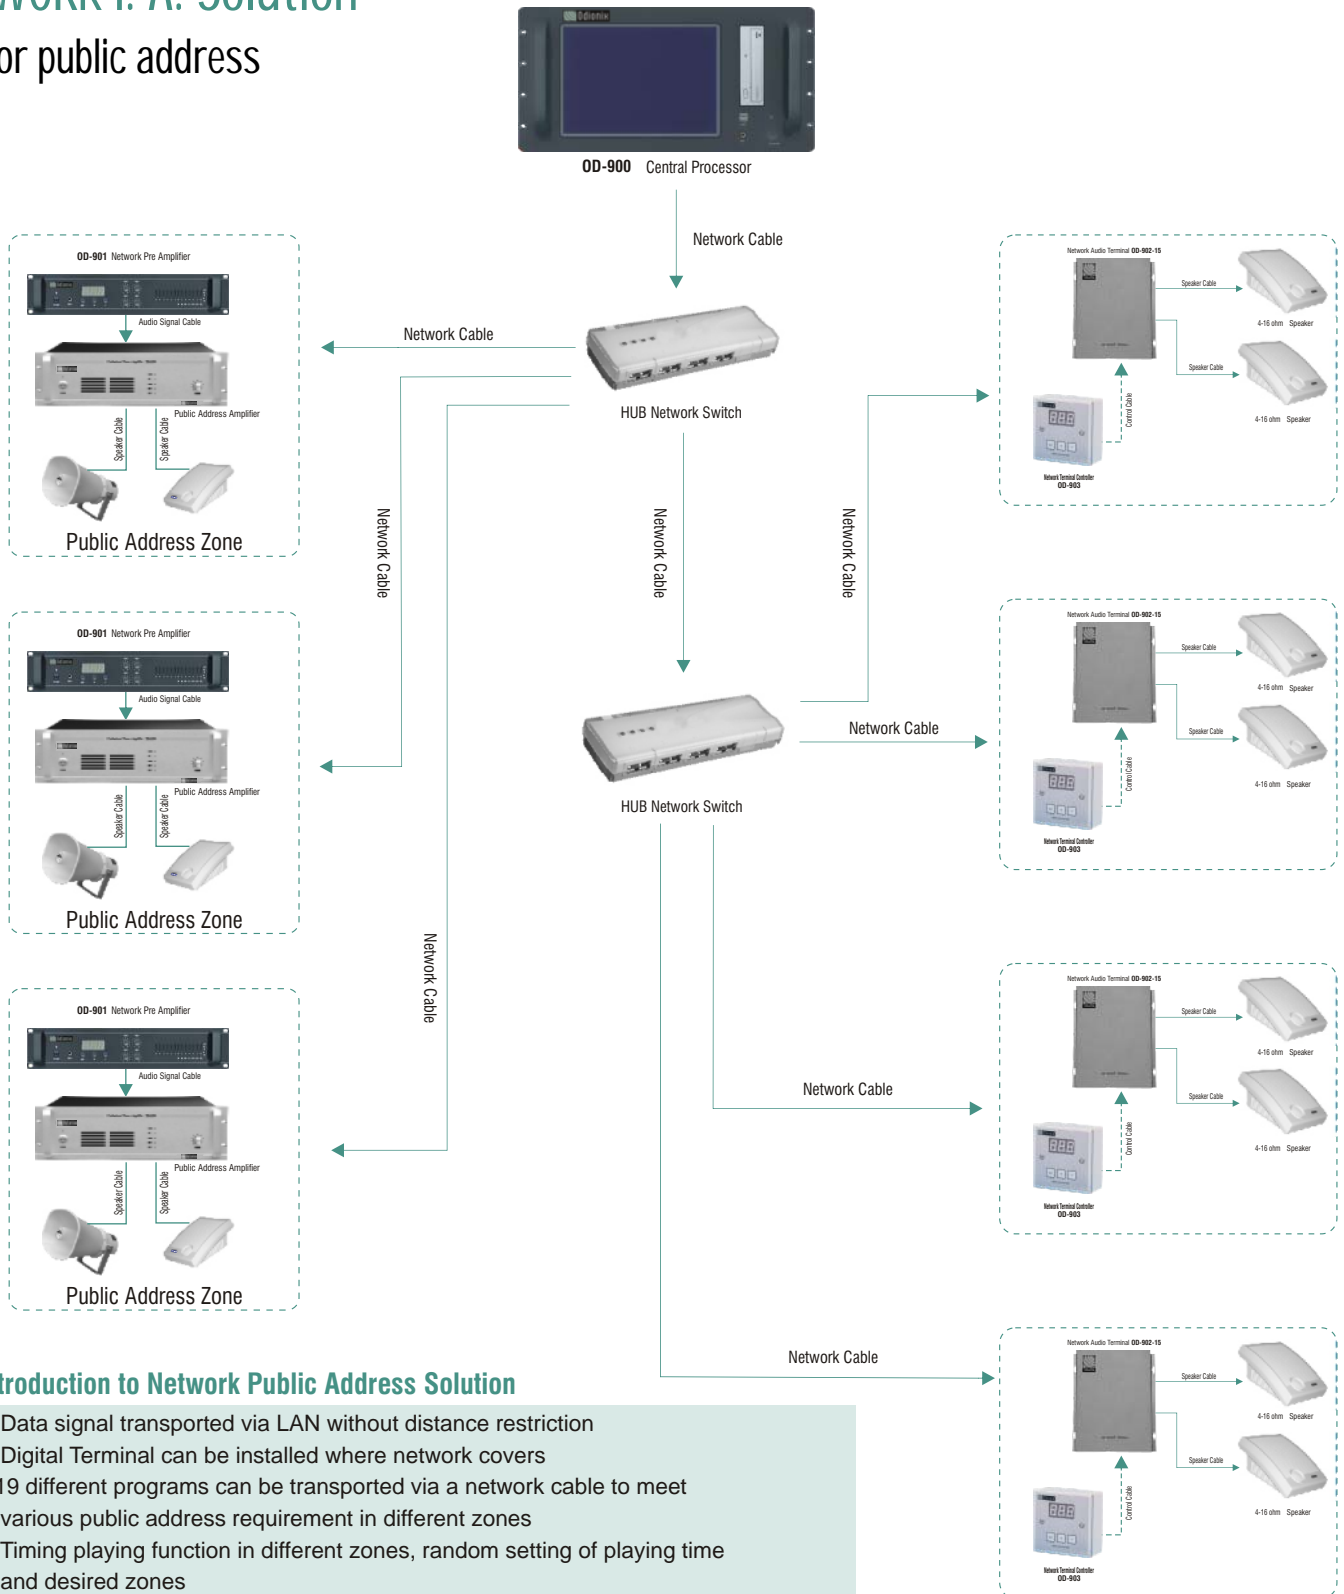 P. A. Solution
or public address
Odionix
OD-900 Central Processor
Network Cable
OD-901 Network Pre Amplifier
Audio Signal Cable
Public Address Amplifier
Speaker Cable
Speaker Cable
Public Address Zone
Network Cable
HUB Network Switch
Network Audio Terminal OD-902-15
Speaker Cable
4-16 ohm Speaker
Speaker Cable
4-16 ohm Speaker
Control Cable
Network Terminal Controller
OD-903
Network Cable
Network Cable
Network Cable
OD-901 Network Pre Amplifier
Audio Signal Cable
Public Address Amplifier
Speaker Cable
Speaker Cable
Public Address Zone
HUB Network Switch
Network Cable
Network Audio Terminal OD-902-15
Speaker Cable
4-16 ohm Speaker
Speaker Cable
4-16 ohm Speaker
Control Cable
Network Terminal Controller
OD-903
Network Cable
OD-901 Network Pre Amplifier
Audio Signal Cable
Public Address Amplifier
Speaker Cable
Speaker Cable
Public Address Zone
Network Cable
Network Audio Terminal OD-902-15
Speaker Cable
4-16 ohm Speaker
Speaker Cable
4-16 ohm Speaker
Control Cable
Network Terminal Controller
OD-903
Network Cable
Network Audio Terminal OD-902-15
Speaker Cable
4-16 ohm Speaker
Speaker Cable
4-16 ohm Speaker
Control Cable
Network Terminal Controller
OD-903
troduction to Network Public Address Solution
Data signal transported via LAN without distance restriction
Digital Terminal can be installed where network covers
19 different programs can be transported via a network cable to meet
various public address requirement in different zones
Timing playing function in different zones, random setting of playing time
and desired zones